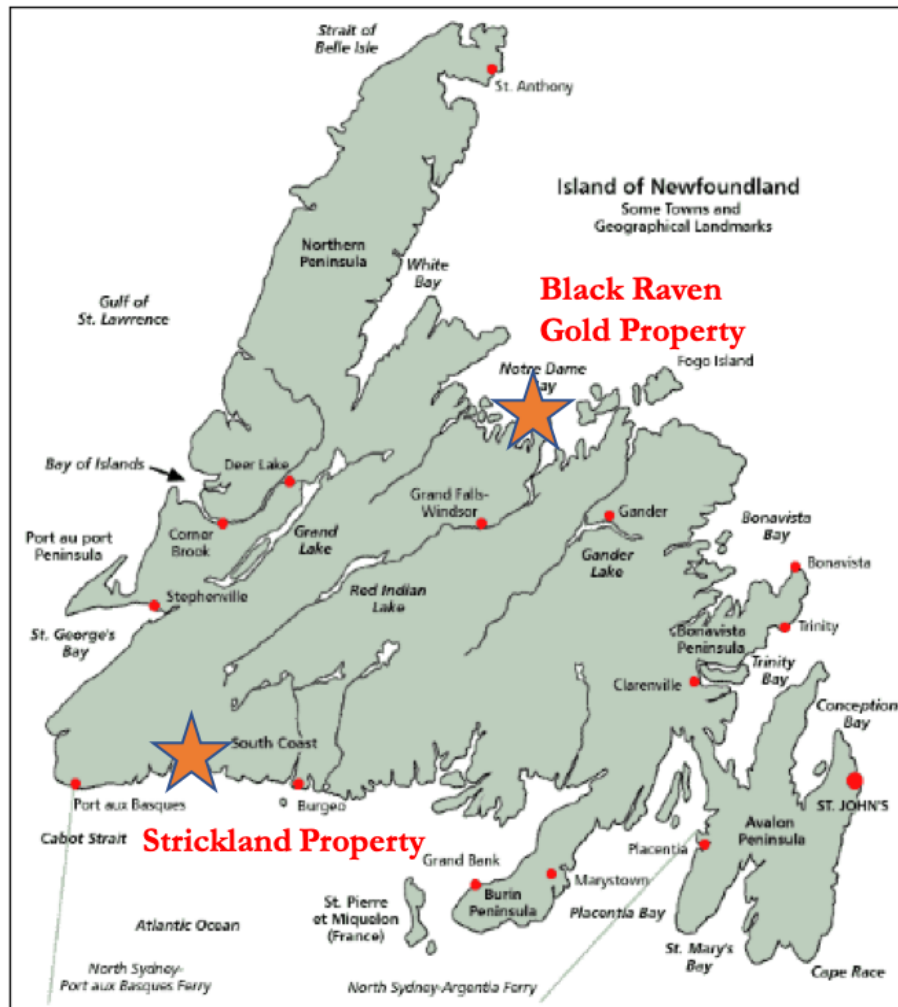 Strait of
Belle Isle
St. Anthony
Island of Newfoundland
Some Towns and
Geographical Landmarks
Northern
Peninsula
White
Bay
Gulf of
St. Lawrence
Black Raven
Gold Property
Notre Dame
Fogo Island
Bay of Islands
Deer Lake
Grand Falls-
Windsor
Gander
Corner
Brook
Grand
Lake
Gander
Lake
Bonavista
Bay
Port au port
Peninsula
Bonavista
Stephenville
Red Indian
Lake
St. George's
Bay
Trinity
Bonavista
Peninsula
Trinity
Bay
Clarenville
Conception
Bay
South Coast
Port aux Basques
Burgeo
ST. JOHN'S
Cabot Strait
Strickland Property
Avalon
Peninsula
Placentia
Grand Bank
Marystown
Burin
Peninsula
St. Pierre
et Miquelon
(France)
Placentia Bay
Atlantic Ocean
St. Mary's
Bay
Cape Race
North Sydney-
Port aux Basques Ferry
North Sydney-Argentia Ferry